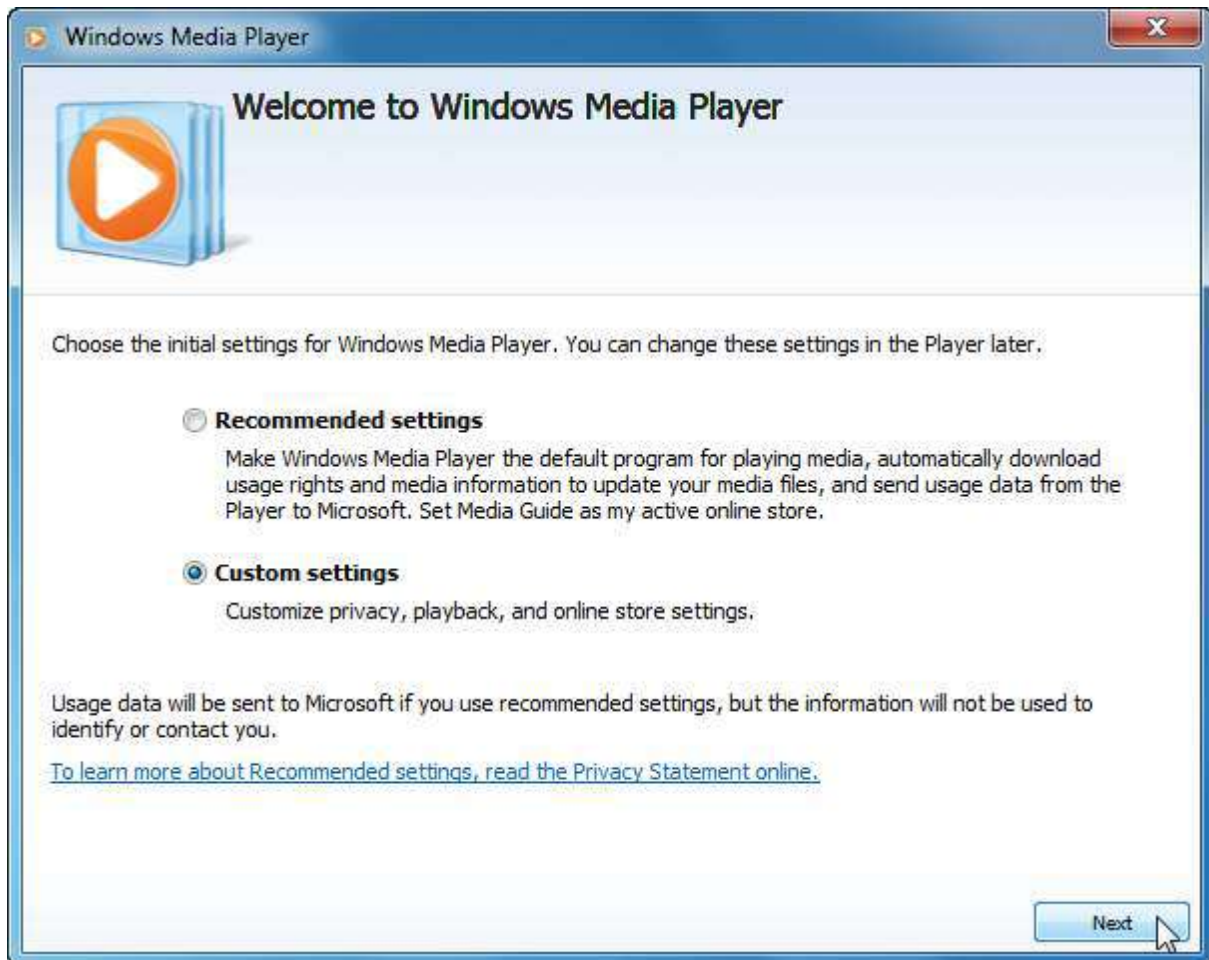 Windows Media Player
Welcome to Windows Media Player
Choose the initial settings for Windows Media Player. You can change these settings in the Player later.
Recommended settings
Make Windows Media Player the default program for playing media, automatically download
usage rights and media information to update your media files, and send usage data from the
Player to Microsoft. Set Media Guide as my active online store.
Custom settings
Customize privacy, playback, and online store settings.
Usage data will be sent to Microsoft if you use recommended settings, but the information will not be used to
identify or contact you.
To learn more about Recommended settings, read the Privacy Statement online.
Next